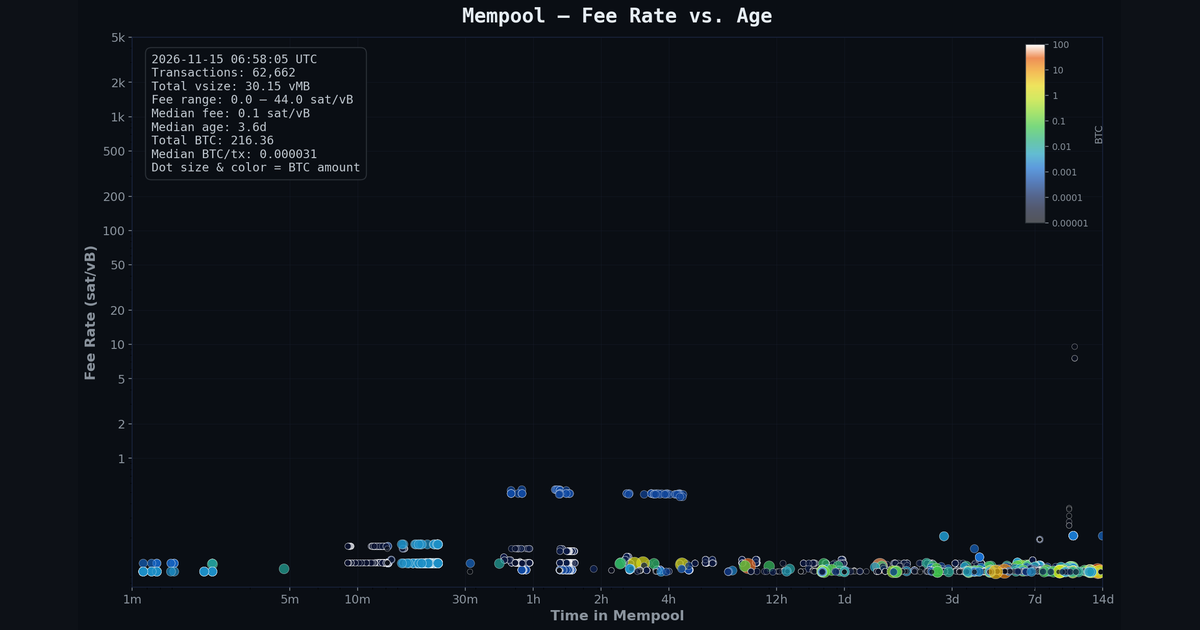 Mempool — Fee Rate vs. Age
2026-11-15 06:58:05 UTC
Transactions: 62,662
Total vsize: 30.15 vMB
Fee range: 0.0 — 44.0 sat/vB
Median fee: 0.1 sat/vB
Median age: 3.6d
Total BTC: 216.36
Median BTC/tx: 0.000031
Dot size & color = BTC amount
100
10
1
0.1
0.01
0.001
0.0001
0.00001
BTC
Fee Rate (sat/vB)
5k
2k
1k
500
200
100
50
20
10
5
2
1
1m 5m 10m 30m 1h 2h 4h 12h 1d 3d 7d 14d
Time in Mempool